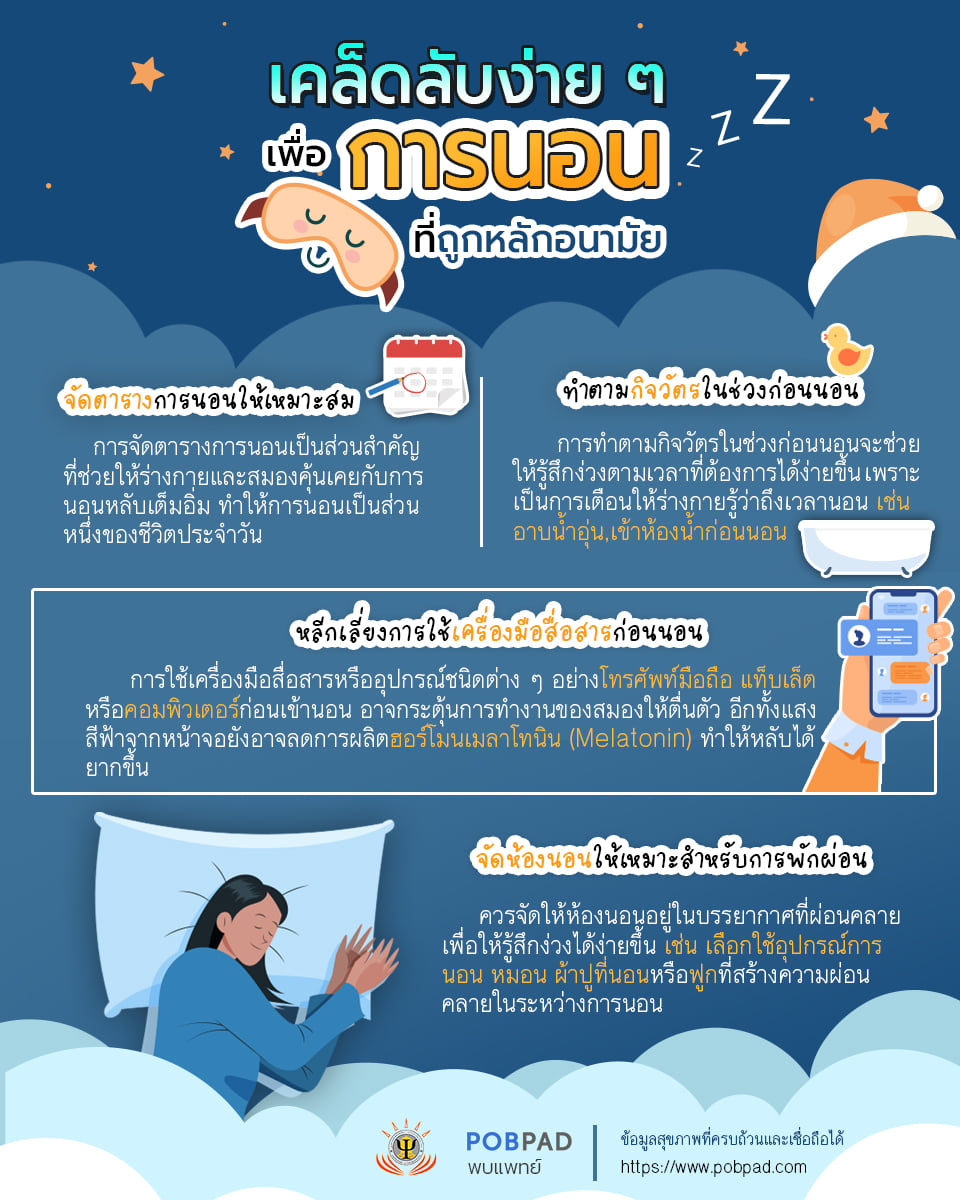 เคล็ดลับง่าย ๆ
เพื่อ การนอน
ที่ถูกหลักอนามัย
z Z Z
จัดตารางการนอนให้เหมาะสม
การจัดตารางการนอนเป็นส่วนสำคัญ
ที่ช่วยให้ร่างกายและสมองคุ้นเคยกับการ
นอนหลับเต็มอิ่ม ทำให้การนอนเป็นส่วน
หนึ่งของชีวิตประจำวัน
ทำตามกิจวัตรในช่วงก่อนนอน
การทำตามกิจวัตรในช่วงก่อนนอนจะช่วย
ให้รู้สึกง่วงตามเวลาที่ต้องการได้ง่ายขึ้น เพราะ
เป็นการเตือนให้ร่างกายรู้ว่าถึงเวลานอน เช่น
อาบน้ำอุ่น,เข้าห้องน้ำก่อนนอน
หลีกเลี่ยงการใช้เครื่องมือสื่อสารก่อนนอน
การใช้เครื่องมือสื่อสารหรืออุปกรณ์ชนิดต่าง ๆ อย่างโทรศัพท์มือถือ แท็บเล็ต
หรือคอมพิวเตอร์ก่อนเข้านอน อาจกระตุ้นการทำงานของสมองให้ตื่นตัว อีกทั้งแสง
สีฟ้าจากหน้าจอยังอาจลดการผลิตฮอร์โมนเมลาโทนิน (Melatonin) ทำให้หลับได้
ยากขึ้น
จัดห้องนอนให้เหมาะสำหรับการพักผ่อน
ควรจัดให้ห้องนอนอยู่ในบรรยากาศที่ผ่อนคลาย
เพื่อให้รู้สึกง่วงได้ง่ายขึ้น เช่น เลือกใช้อุปกรณ์การ
นอน หมอน ผ้าปูที่นอนหรือฟูกที่สร้างความผ่อน
คลายในระหว่างการนอน
POBPAD
พบแพทย์
ข้อมูลสุขภาพที่ครบถ้วนและเชื่อถือได้
https://www.pobpad.com